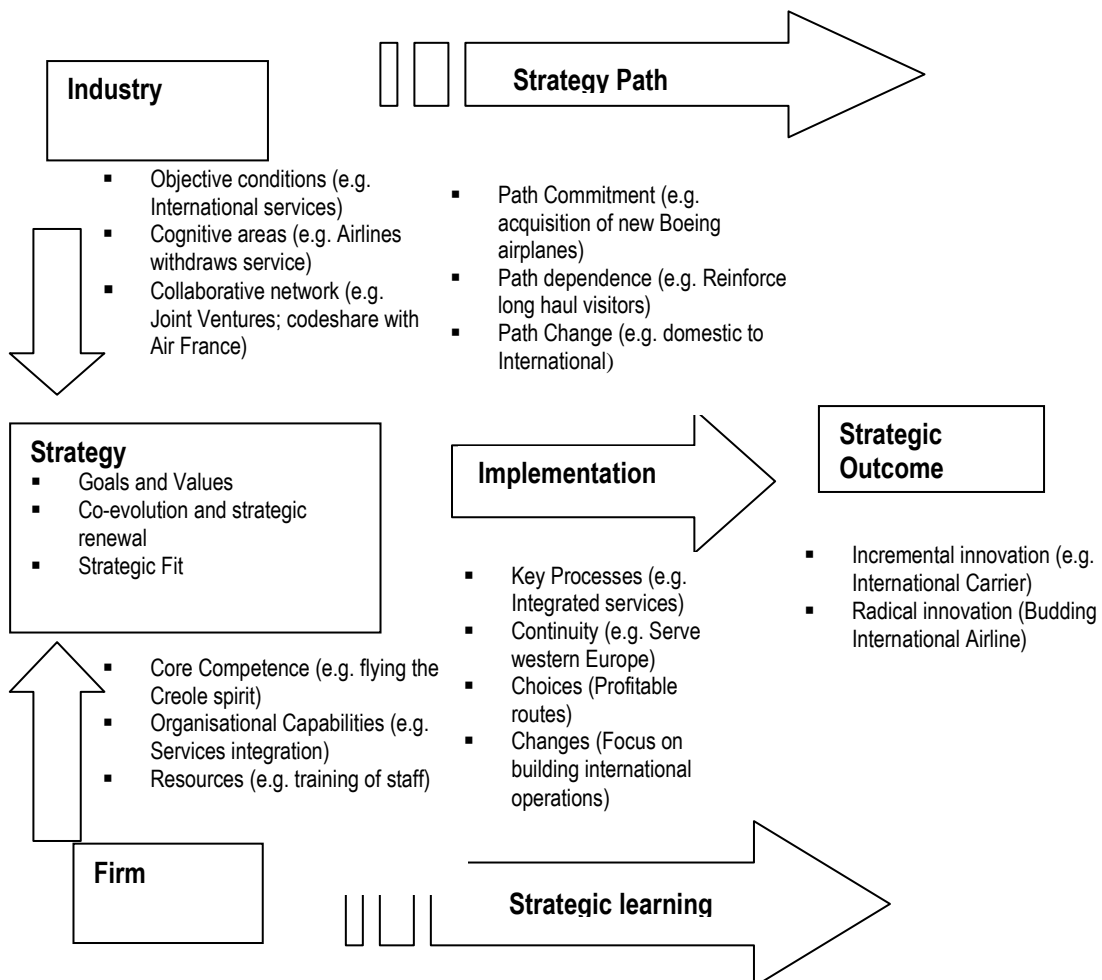 Industry
Strategy Path
▪ Objective conditions (e.g.
International services)
▪ Cognitive areas (e.g. Airlines
withdraws service)
▪ Collaborative network (e.g.
Joint Ventures; codeshare with
Air France)
▪ Path Commitment (e.g.
acquisition of new Boeing
airplanes)
▪ Path dependence (e.g. Reinforce
long haul visitors)
▪ Path Change (e.g. domestic to
International)
Strategy
▪ Goals and Values
▪ Co-evolution and strategic
renewal
▪ Strategic Fit
Implementation
Strategic
Outcome
▪ Core Competence (e.g. flying the
Creole spirit)
▪ Organisational Capabilities (e.g.
Services integration)
▪ Resources (e.g. training of staff)
▪ Key Processes (e.g.
Integrated services)
▪ Continuity (e.g. Serve
western Europe)
▪ Choices (Profitable
routes)
▪ Changes (Focus on
building international
operations)
▪ Incremental innovation (e.g.
International Carrier)
▪ Radical innovation (Budding
International Airline)
Firm
Strategic learning